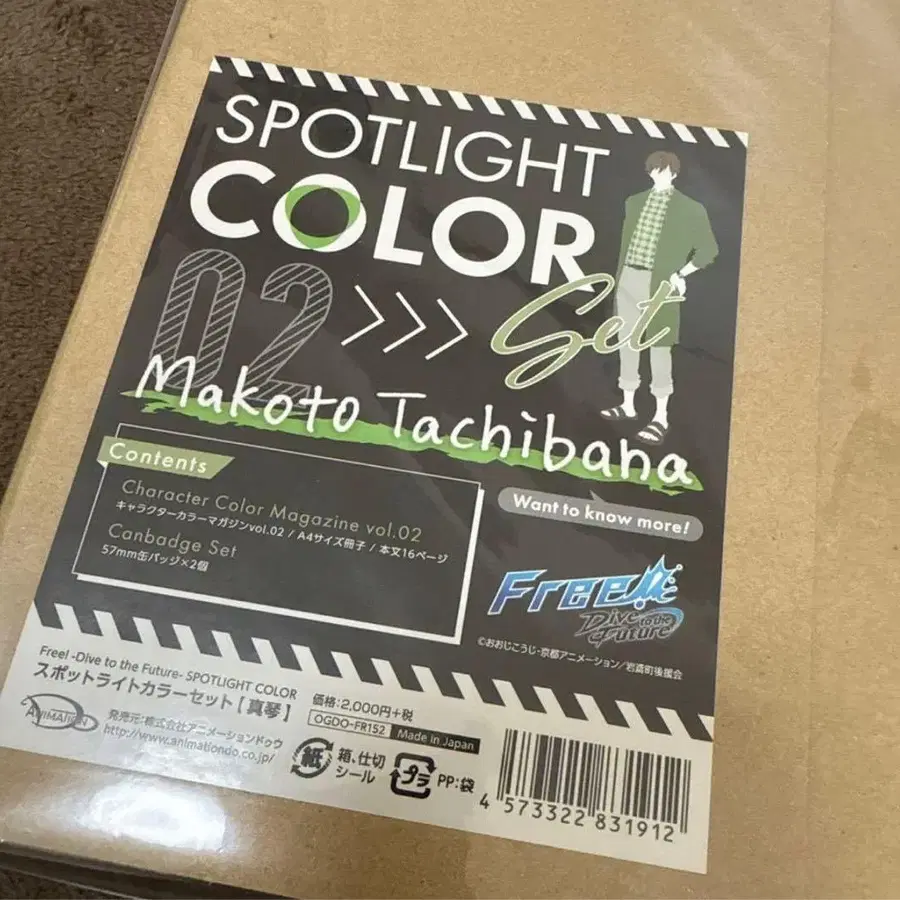 SPOTLIGHT
COLOR
02 >>> Set
Makoto Tachibana
Contents
Character Color Magazine vol.02
キャラクターカラーマガジンvol.02 / A4サイズ冊子 / 本文16ページ
Canbadge Set
57mm缶バッジ×2個
Want to know more!
Free!
Dive to the Future
©おおじこうじ・京都アニメーション／岩鳶町後援会
Free! -Dive to the Future- SPOTLIGHT COLOR
スポットライトカラーセット【真琴】
価格:2,000円+税
OGDO-FR152 Made in Japan
ANIMATION
発売元:株式会社アニメーションドゥウ
http://www.animationdo.co.jp/
紙 箱、仕切
シール
プラ PP:袋
4 573322 831912